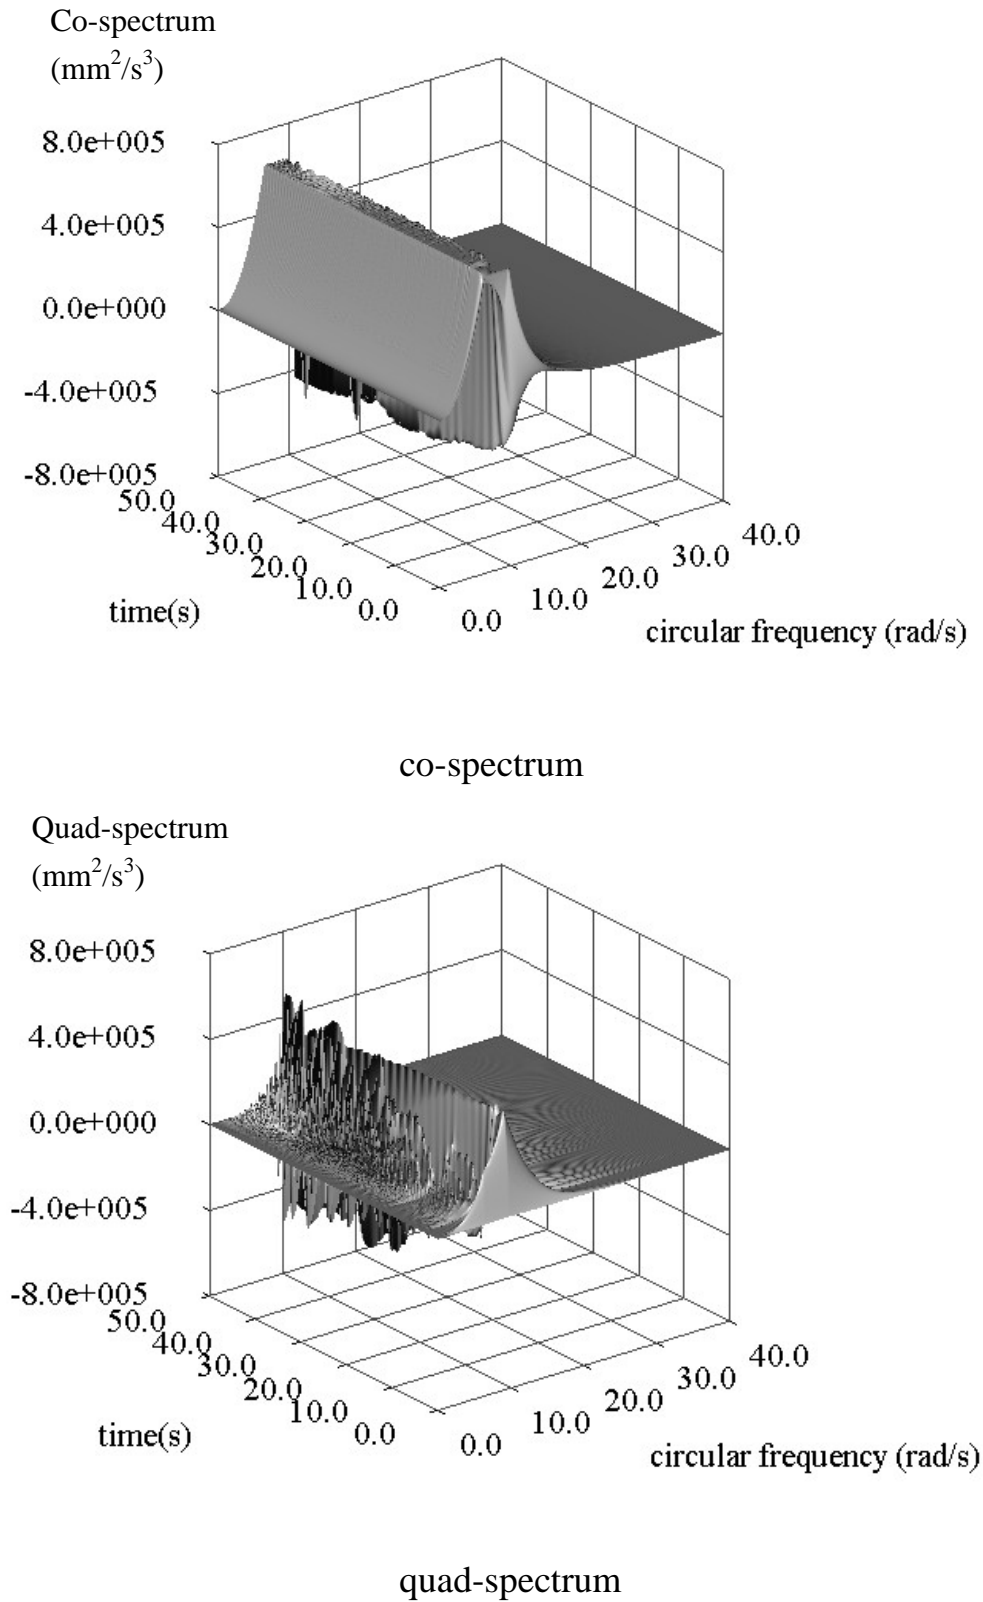 Co-spectrum
(mm²/s³)
8.0e+005
4.0e+005
0.0e+000
-4.0e+005
-8.0e+005
50.0
40.0
30.0
20.0
10.0
0.0
time(s)
0.0
10.0
20.0
30.0
40.0
circular frequency (rad/s)
co-spectrum
Quad-spectrum
(mm²/s³)
8.0e+005
4.0e+005
0.0e+000
-4.0e+005
-8.0e+005
50.0
40.0
30.0
20.0
10.0
0.0
time(s)
0.0
10.0
20.0
30.0
40.0
circular frequency (rad/s)
quad-spectrum